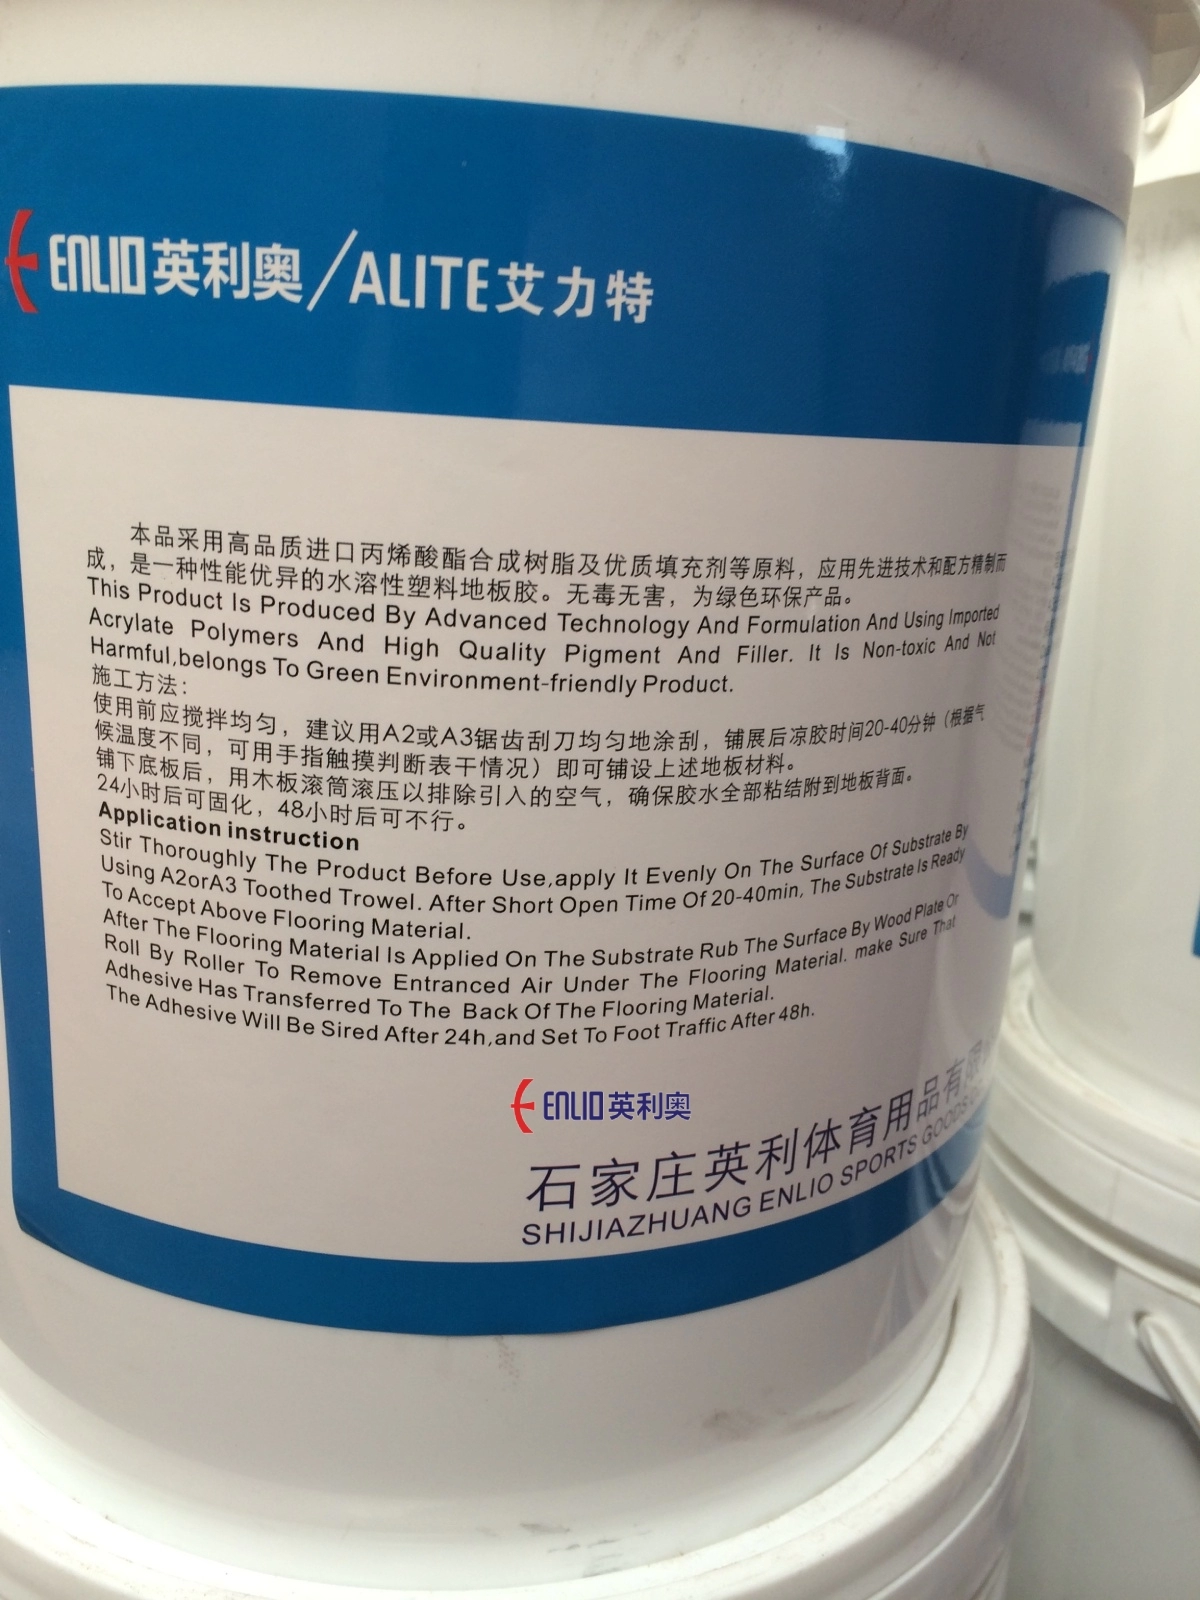 ENLIO英利奥/ALITE艾力特
本品采用高品质进口丙烯酸酯合成树脂及优质填充剂等原料，应用先进技术和配方精制而
成，是一种性能优异的水溶性塑料地板胶。无毒无害，为绿色环保产品。
This Product Is Produced By Advanced Technology And Formulation And Using Imported
Acrylate Polymers And High Quality Pigment And Filler. It Is Non-toxic And Not
Harmful,belongs To Green Environment-friendly Product.
施工方法：
使用前应搅拌均匀，建议用A2或A3锯齿刮刀均匀地涂刮，铺展后凉胶时间20-40分钟（根据气
候温度不同，可用手指触摸判断表干情况）即可铺设上述地板材料。
铺下底板后，用木板滚筒滚压以排除引入的空气，确保胶水全部粘结附到地板背面。
24小时后可固化，48小时后可不行。
Application instruction
Stir Thoroughly The Product Before Use,apply It Evenly On The Surface Of Substrate By
Using A2orA3 Toothed Trowel. After Short Open Time Of 20-40min, The Substrate Is Ready
To Accept Above Flooring Material.
After The Flooring Material Is Applied On The Substrate Rub The Surface By Wood Plate Or
Roll By Roller To Remove Entranced Air Under The Flooring Material. make Sure That
Adhesive Has Transferred To The Back Of The Flooring Material.
The Adhesive Will Be Sired After 24h,and Set To Foot Traffic After 48h.
ENLIO英利奥
石家庄英利体育用品有限
SHIJIAZHUANG ENLIO SPORTS GOODS